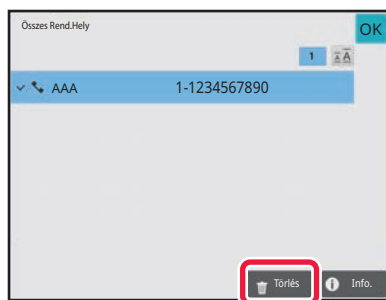 Összes Rend.Hely
OK
1
AAA 1-1234567890
Törlés Info.